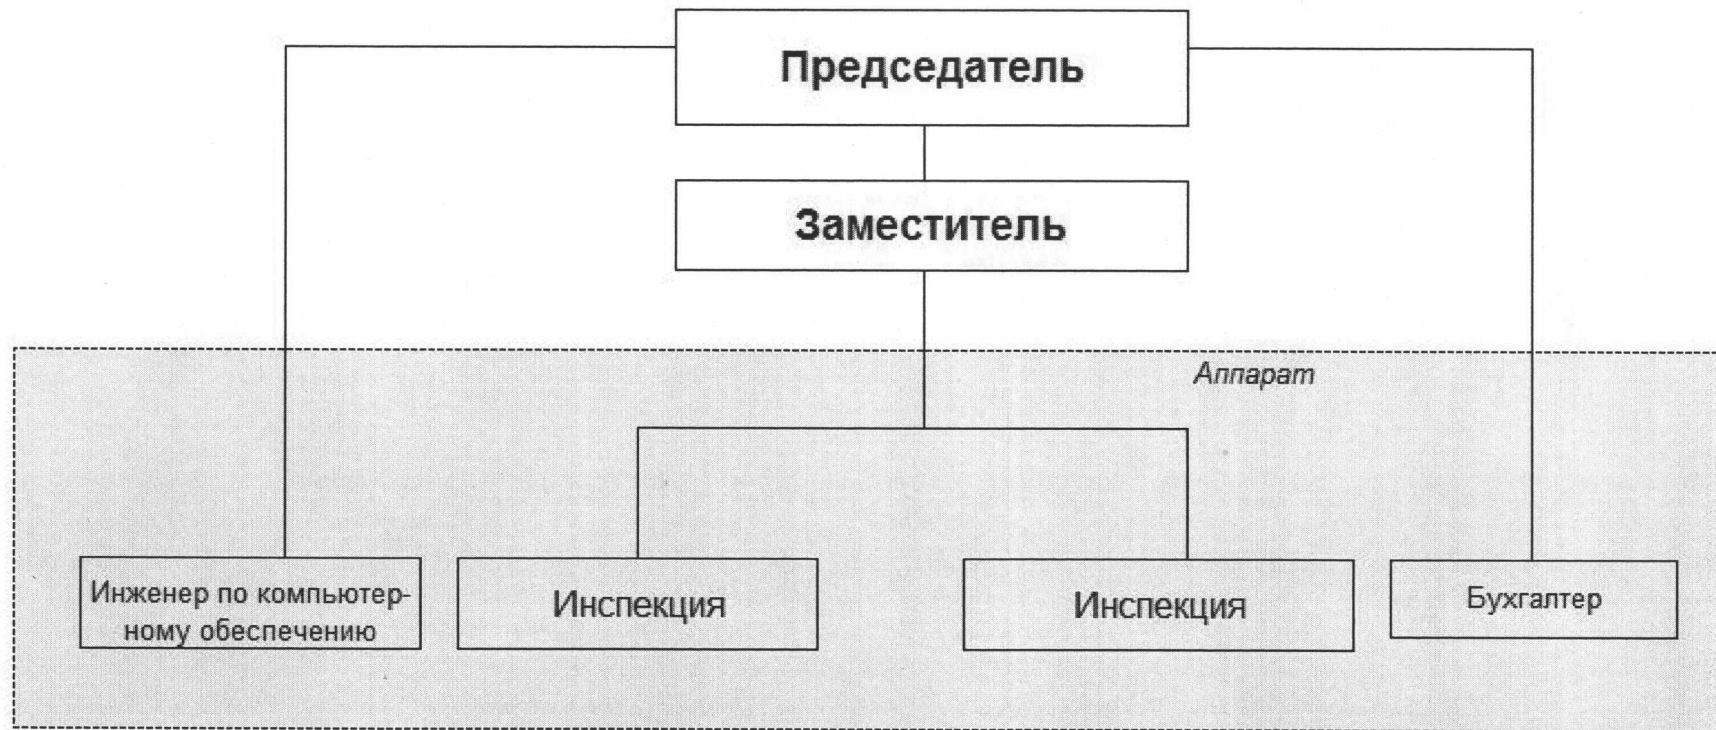 Председатель
Заместитель
Аппарат
Инженер по компьютер-
ному обеспечению
Инспекция
Инспекция
Бухгалтер